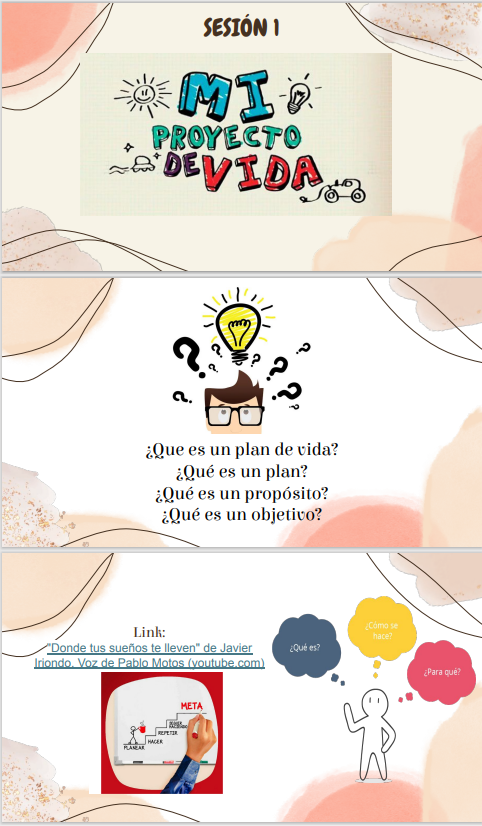 SESIÓN 1
MI
PROYECTO
DE VIDA
¿Que es un plan de vida?
¿Qué es un plan?
¿Qué es un propósito?
¿Qué es un objetivo?
Link:
"Donde tus sueños te lleven" de Javier
Iriondo, Voz de Pablo Motos (youtube.com)
META
SEGUIR
HACIENDO
REPETIR
HACER
PLANEAR
¿Qué es?
¿Cómo se
hace?
¿Para qué?